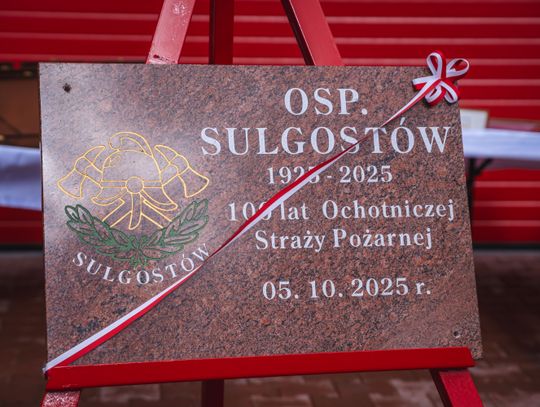 OSP.
SULGOSTÓW
1925 - 2025
100 lat Ochotniczej
Straży Pożarnej
05. 10. 2025 r.
SULGOSTÓW